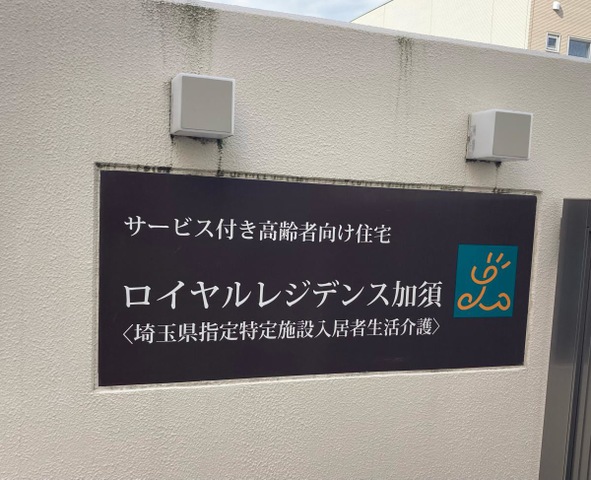 サービス付き高齢者向け住宅
ロイヤルレジデンス加須
〈埼玉県指定特定施設入居者生活介護〉